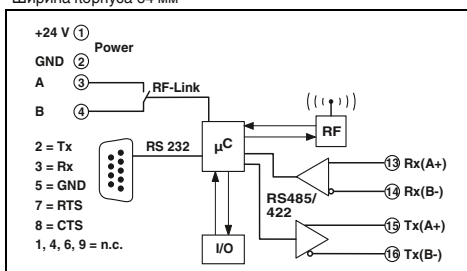 Ширина корпуса 64 мм
+24 V 1
Power
GND 2
A 3
RF-Link
B 4
RF
2 = Tx
3 = Rx
5 = GND
7 = RTS
8 = CTS
1, 4, 6, 9 = n.c.
RS 232
µC
13 Rx(A+)
14 Rx(B-)
RS485/
422
15 Tx(A+)
16 Tx(B-)
I/O